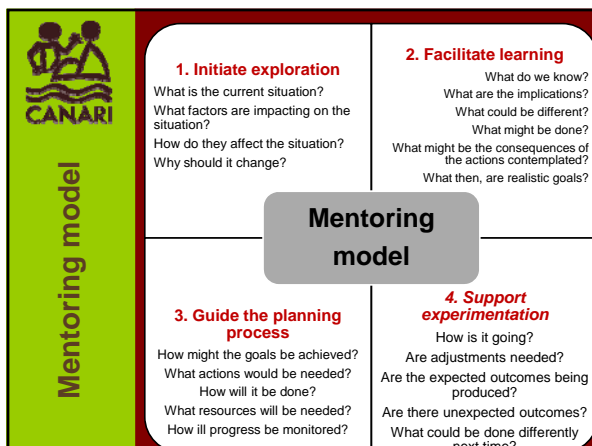 CANARI
Mentoring model
1. Initiate exploration
What is the current situation?
What factors are impacting on the
situation?
How do they affect the situation?
Why should it change?
2. Facilitate learning
What do we know?
What are the implications?
What could be different?
What might be done?
What might be the consequences of
the actions contemplated?
What then, are realistic goals?
Mentoring
model
3. Guide the planning
process
How might the goals be achieved?
What actions would be needed?
How will it be done?
What resources will be needed?
How ill progress be monitored?
4. Support
experimentation
How is it going?
Are adjustments needed?
Are the expected outcomes being
produced?
Are there unexpected outcomes?
What could be done differently
next time?